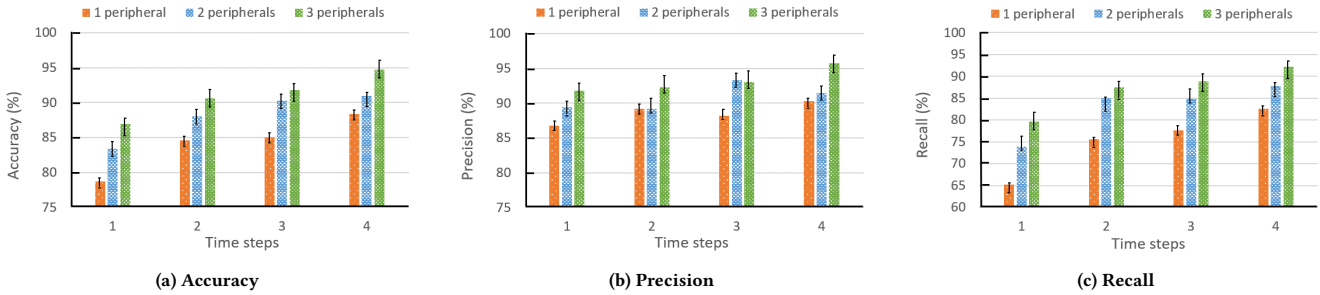 1 peripheral 2 peripherals 3 peripherals
100
95
90
85
80
75
Accuracy (%)
1 2 3 4
Time steps
(a) Accuracy
1 peripheral 2 peripherals 3 peripherals
100
95
90
85
80
75
Precision (%)
1 2 3 4
Time steps
(b) Precision
1 peripheral 2 peripherals 3 peripherals
100
95
90
85
80
75
70
65
60
Recall (%)
1 2 3 4
Time steps
(c) Recall